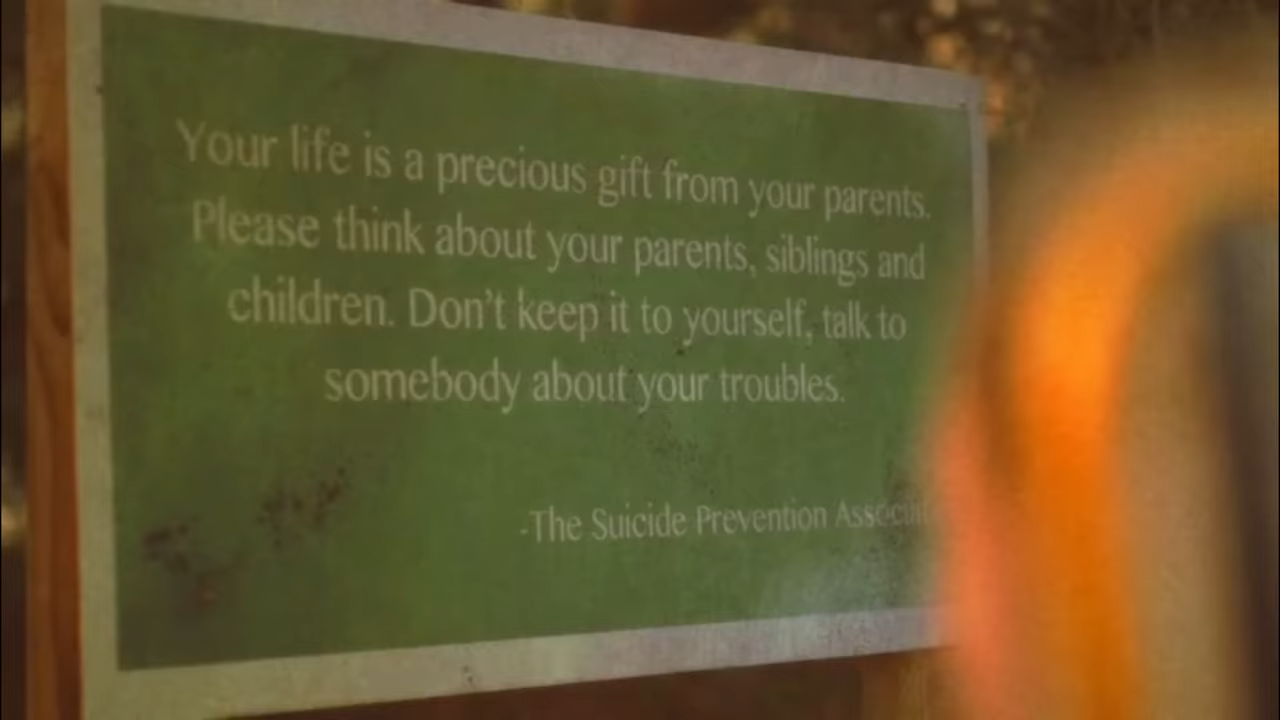 Your life is a precious gift from your parents.
Please think about your parents, siblings and
children. Don't keep it to yourself, talk to
somebody about your troubles.
-The Suicide Prevention